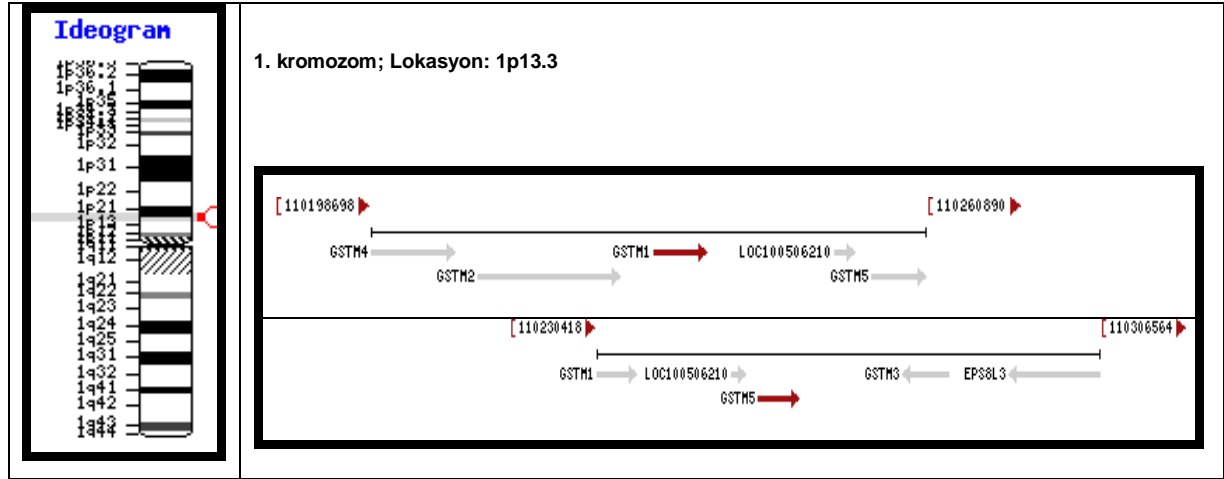 Ideogram
1p36.2
1p36.1
1p35
1p32
1p31
1p22
1p21
1p13
1q12
1q21
1q22
1q23
1q24
1q25
1q31
1q32
1q41
1q42
1q43
1q44
1. kromozom; Lokasyon: 1p13.3
[110198698 [110260890
GSTM4 GSTM1 LOC100506210
GSTM2 GSTM5
[110230418 [110306564
GSTM1 LOC100506210 GSTM3 EPS8L3
GSTM5